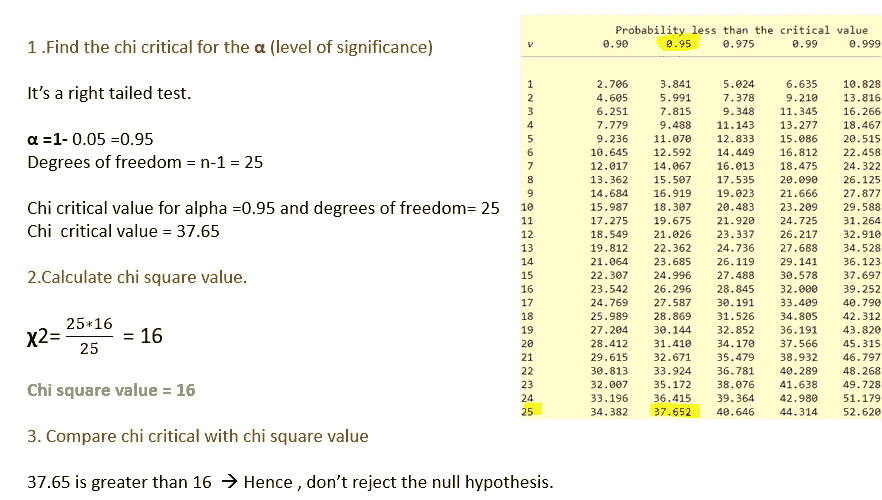 1 .Find the chi critical for the α (level of significance)
It's a right tailed test.
α =1- 0.05 =0.95
Degrees of freedom = n-1 = 25
Chi critical value for alpha =0.95 and degrees of freedom= 25
Chi critical value = 37.65
2.Calculate chi square value.
χ2= 25*16 / 25 = 16
Chi square value = 16
3. Compare chi critical with chi square value
37.65 is greater than 16 → Hence , don't reject the null hypothesis.
Probability less than the critical value
ν 0.90 0.95 0.975 0.99 0.999
1 2.706 3.841 5.024 6.635 10.828
2 4.605 5.991 7.378 9.210 13.816
3 6.251 7.815 9.348 11.345 16.266
4 7.779 9.488 11.143 13.277 18.467
5 9.236 11.070 12.833 15.086 20.515
6 10.645 12.592 14.449 16.812 22.458
7 12.017 14.067 16.013 18.475 24.322
8 13.362 15.507 17.535 20.090 26.125
9 14.684 16.919 19.023 21.666 27.877
10 15.987 18.307 20.483 23.209 29.588
11 17.275 19.675 21.920 24.725 31.264
12 18.549 21.026 23.337 26.217 32.910
13 19.812 22.362 24.736 27.688 34.528
14 21.064 23.685 26.119 29.141 36.123
15 22.307 24.996 27.488 30.578 37.697
16 23.542 26.296 28.845 32.000 39.252
17 24.769 27.587 30.191 33.409 40.790
18 25.989 28.869 31.526 34.805 42.312
19 27.204 30.144 32.852 36.191 43.820
20 28.412 31.410 34.170 37.566 45.315
21 29.615 32.671 35.479 38.932 46.797
22 30.813 33.924 36.781 40.289 48.268
23 32.007 35.172 38.076 41.638 49.728
24 33.196 36.415 39.364 42.980 51.179
25 34.382 37.652 40.646 44.314 52.620